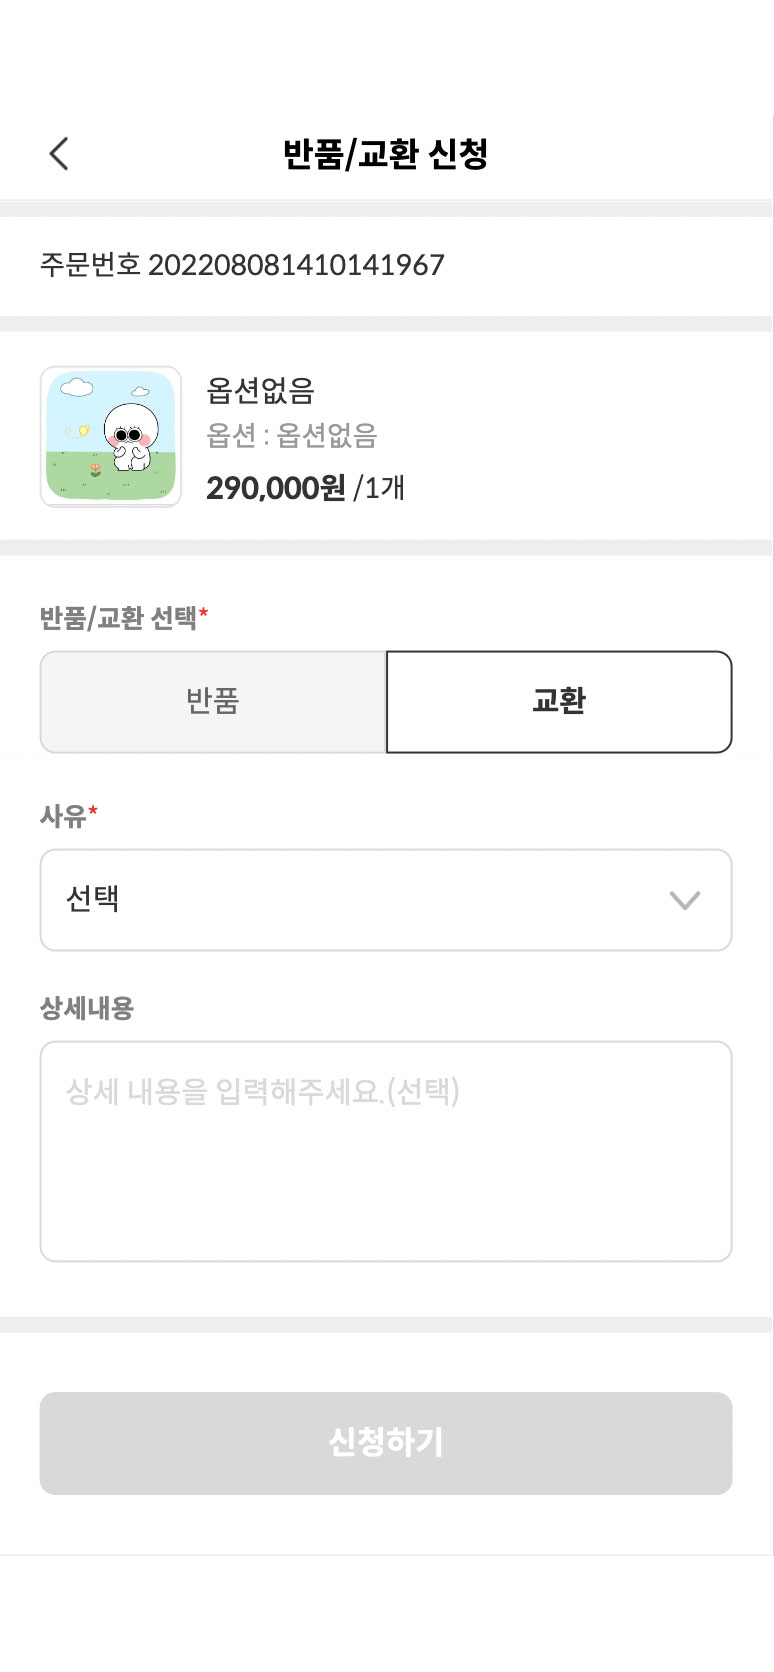 반품/교환 신청
주문번호 202208081410141967
옵션없음
옵션 : 옵션없음
290,000원 /1개
반품/교환 선택*
반품
교환
사유*
선택
상세내용
상세 내용을 입력해주세요.(선택)
신청하기